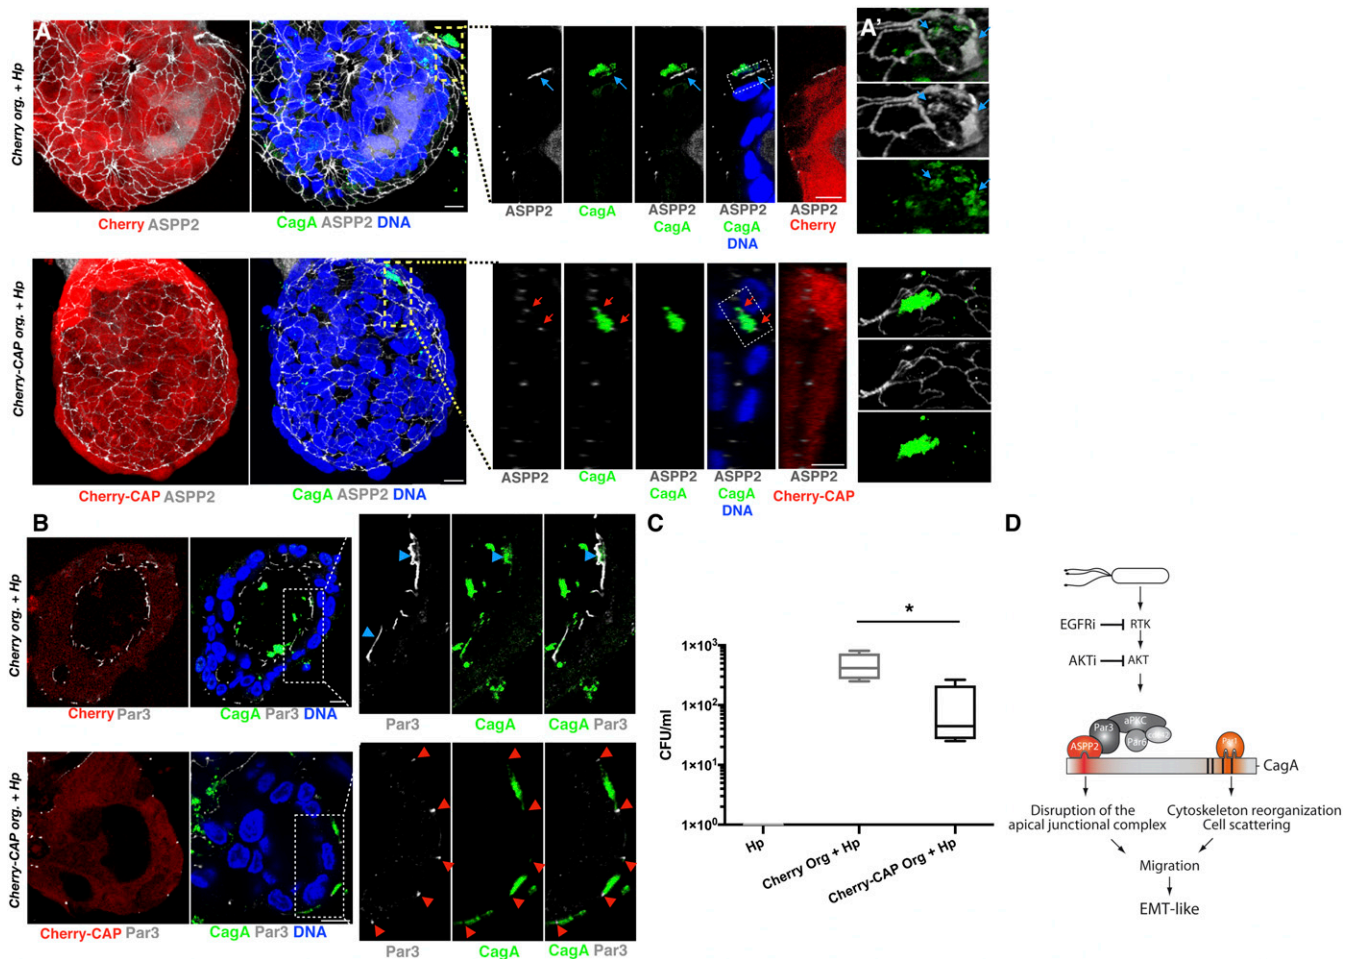 A
A'
Cherry org. + Hp
Cherry ASPP2
CagA ASPP2 DNA
ASPP2
CagA
ASPP2
CagA
ASPP2
CagA
DNA
ASPP2
Cherry
Cherry-CAP org. + Hp
Cherry-CAP ASPP2
CagA ASPP2 DNA
ASPP2
CagA
ASPP2
CagA
ASPP2
CagA
DNA
ASPP2
Cherry-CAP
B
Cherry org. + Hp
Cherry Par3
CagA Par3 DNA
Par3
CagA
CagA Par3
Cherry-CAP org. + Hp
Cherry-CAP Par3
CagA Par3 DNA
Par3
CagA
CagA Par3
C
*
CFU/ml
1×10³
1×10²
1×10¹
1×10⁰
Hp
Cherry Org + Hp
Cherry-CAP Org + Hp
D
EGFRi
RTK
AKTi
AKT
aPKC
Par3
Par6
ASPP2
Par1
CagA
Disruption of the
apical junctional complex
Cytoskeleton reorganization
Cell scattering
Migration
EMT-like